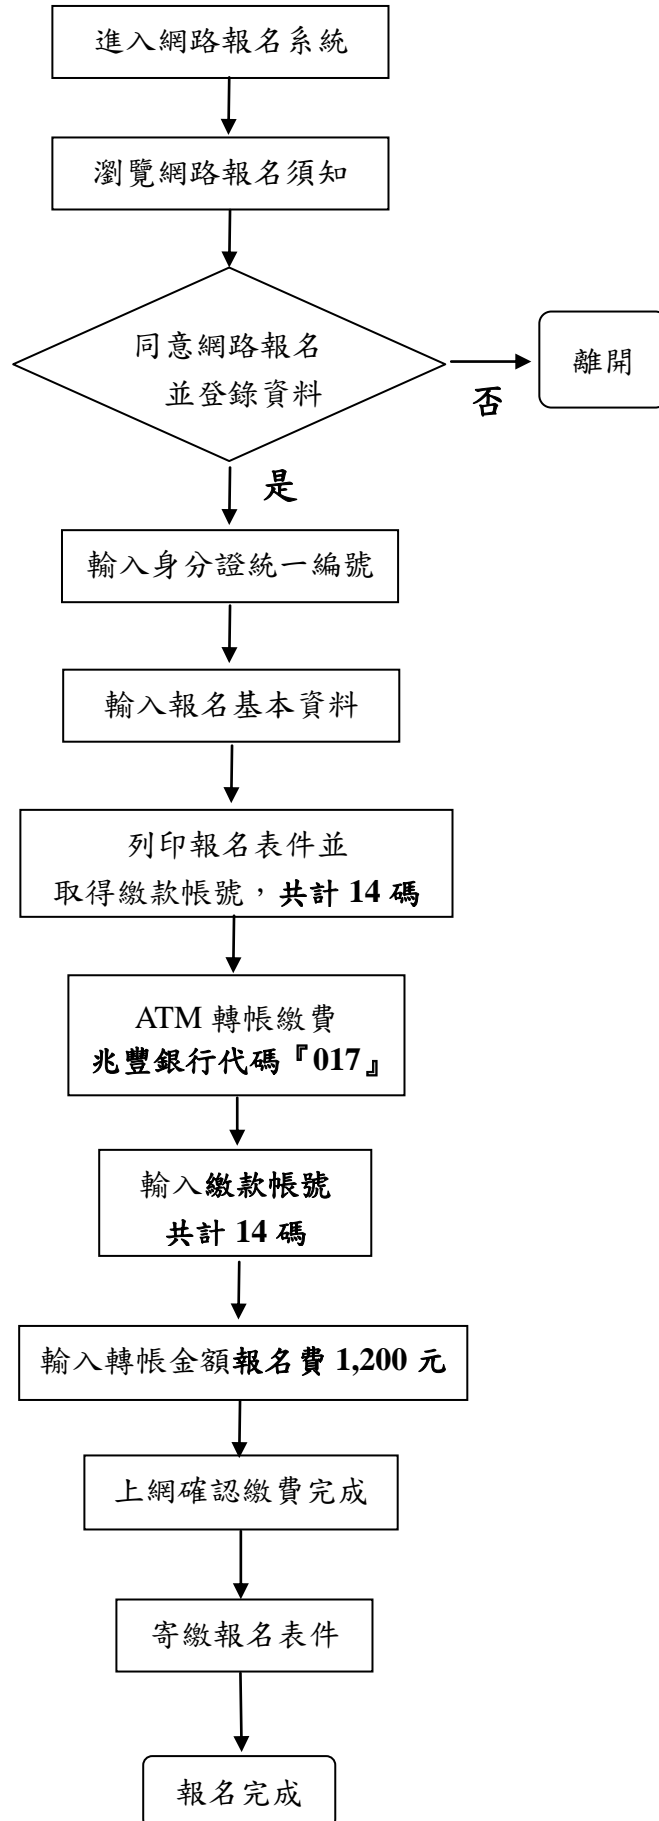 進入網路報名系統
瀏覽網路報名須知
同意網路報名
並登錄資料
否
離開
是
輸入身分證統一編號
輸入報名基本資料
列印報名表件並
取得繳款帳號，共計 14 碼
ATM 轉帳繳費
兆豐銀行代碼『017』
輸入繳款帳號
共計 14 碼
輸入轉帳金額報名費 1,200 元
上網確認繳費完成
寄繳報名表件
報名完成